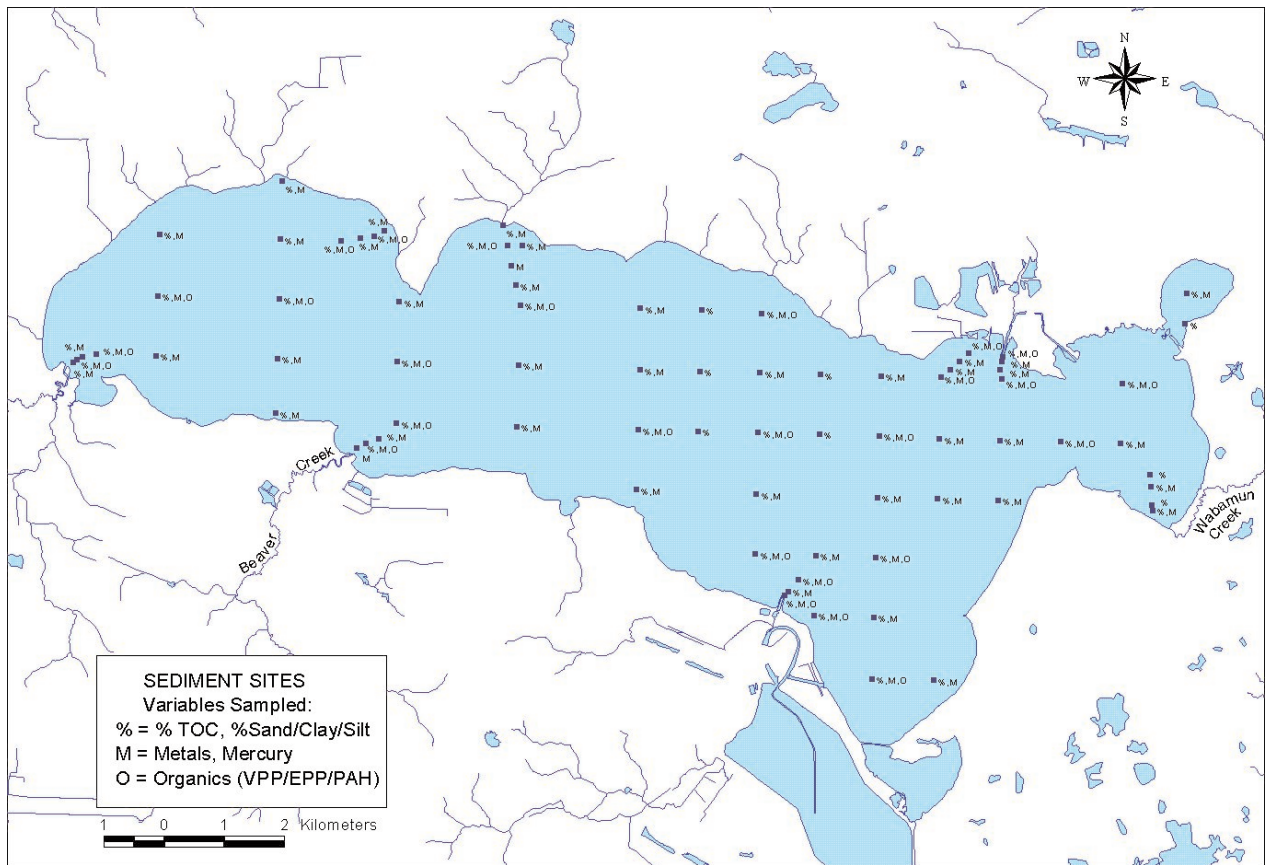 N
W E
S
%,M
%,M
%,M
%,M
%,M
%,M,O
%,M,O
%,M
%,M
%,M,O
%,M
M
%,M
%,M,O
%,M,O
%,M,O
%,M
%,M
%
%,M,O
%,M
%
%,M
%,M,O
%,M
%,M,O
%,M
%,M
%,M
%,M,O
%,M
%,M
%
%,M
%
%,M
%,M,O
%,M,O
%,M
%,M
%,M,O
%,M,O
%,M
%,M,O
%,M
%,M,O
M
%,M
%,M,O
%
%,M,O
%
%,M,O
%,M
%,M
%,M,O
%,M
%
%,M
%
%,M
%,M
%,M
%,M
%,M
%,M
%,M,O
%,M
%,M,O
%,M,O
%,M
%,M,O
%,M,O
%,M
%,M,O
%,M
Creek
Beaver
Wabamun
Creek
SEDIMENT SITES
Variables Sampled:
% = % TOC, %Sand/Clay/Silt
M = Metals, Mercury
O = Organics (VPP/EPP/PAH)
1 0 1 2 Kilometers